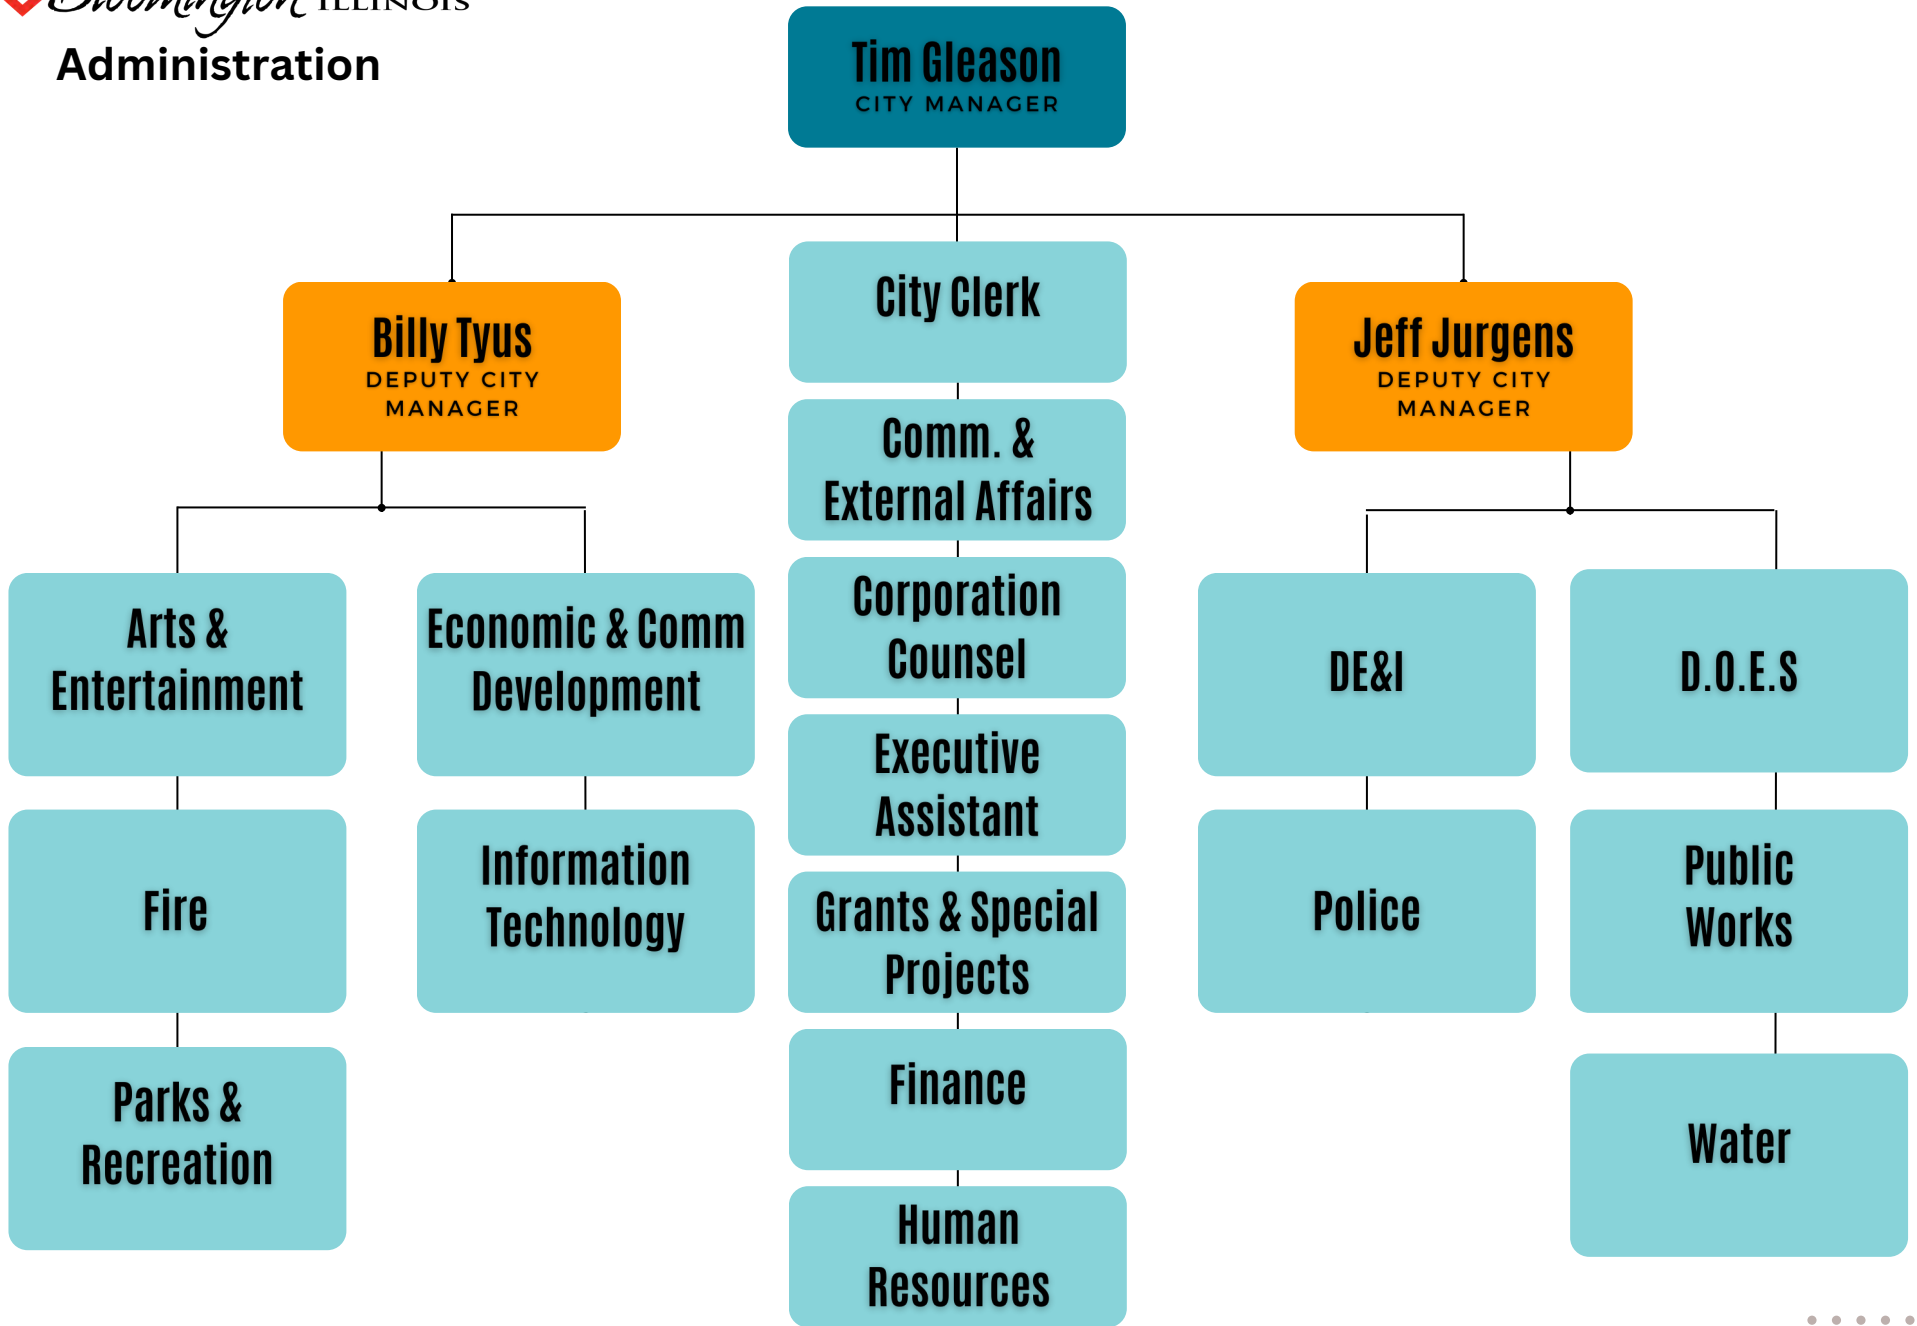 Bloomington ILLINOIS
Administration
Tim Gleason
CITY MANAGER
Billy Tyus
DEPUTY CITY
MANAGER
Jeff Jurgens
DEPUTY CITY
MANAGER
City Clerk
Comm. &
External Affairs
Corporation
Counsel
Executive
Assistant
Grants & Special
Projects
Finance
Human
Resources
Arts &
Entertainment
Fire
Parks &
Recreation
Economic & Comm
Development
Information
Technology
DE&I
Police
D.O.E.S
Public
Works
Water